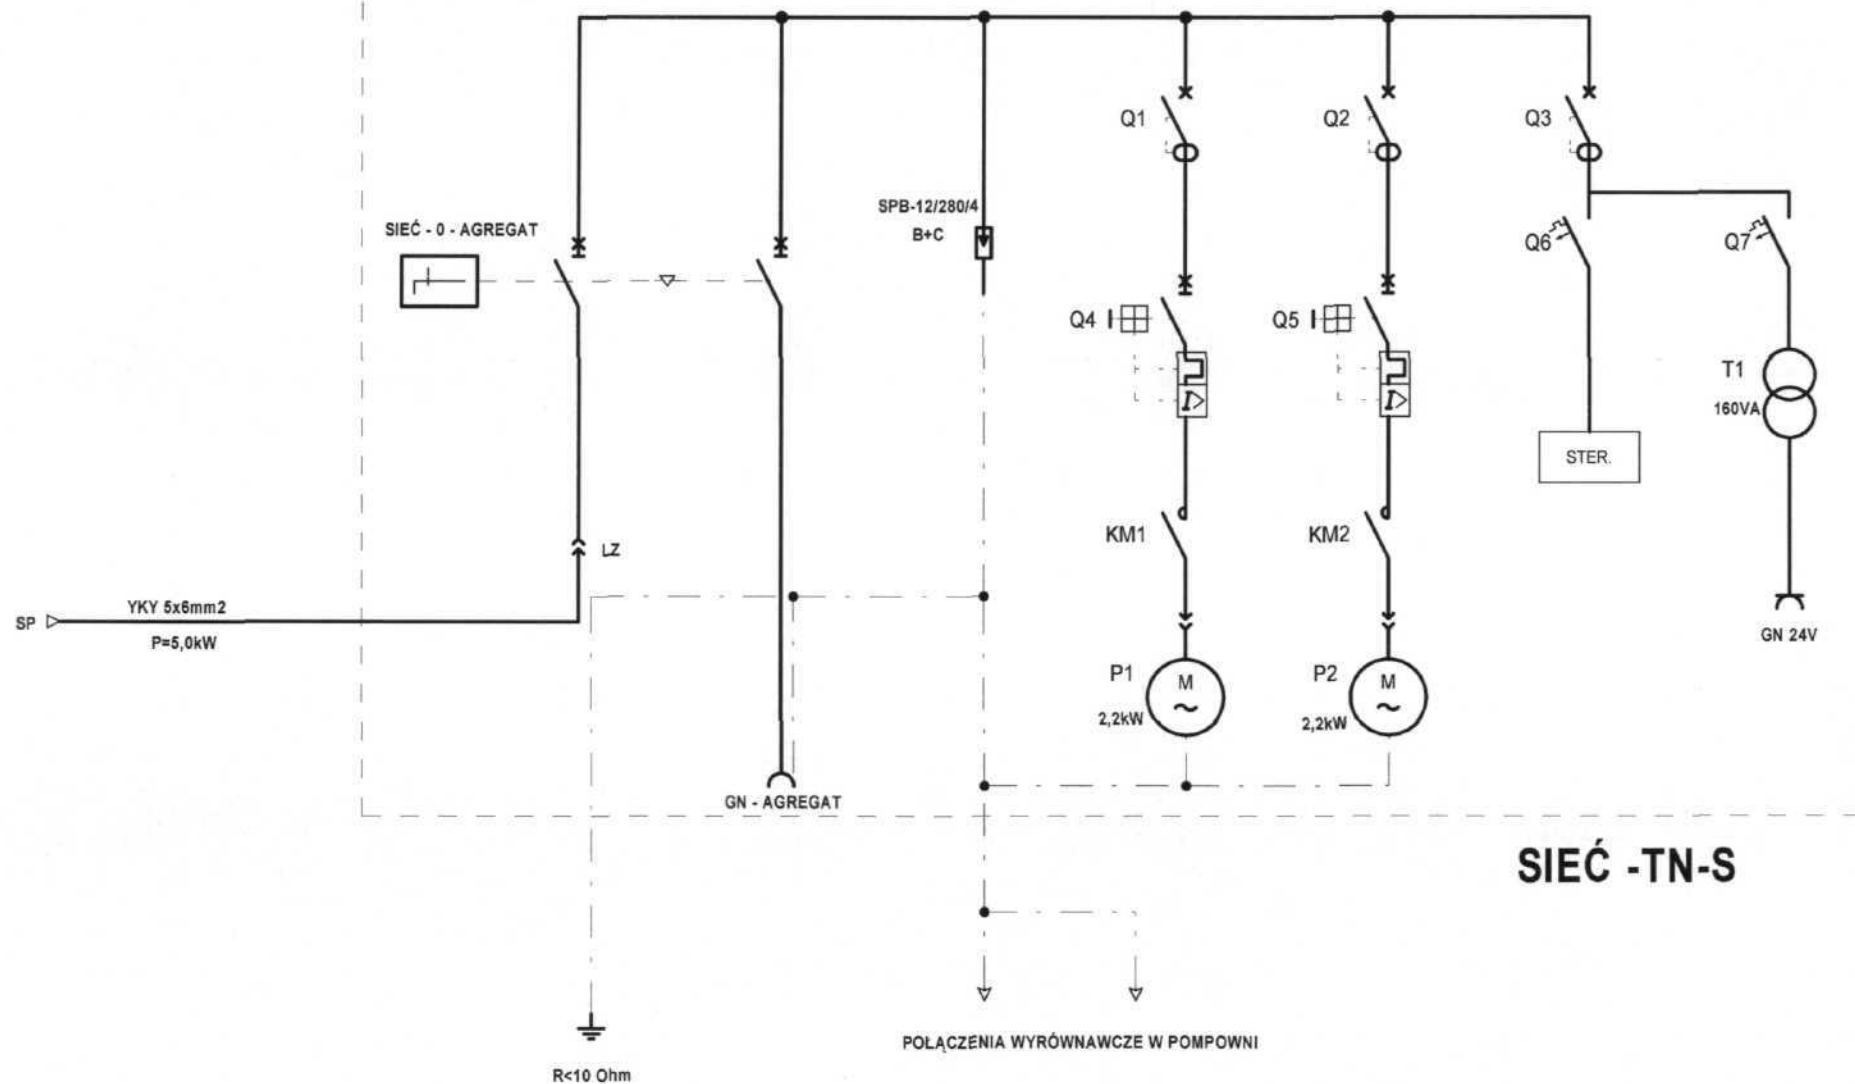 Q1
Q2
Q3
SPB-12/280/4
B+C
SIEĆ - 0 - AGREGAT
Q6
Q7
Q4
Q5
I>
I>
T1
160VA
STER.
KM1
KM2
LZ
YKY 5x6mm2
SP
P=5,0kW
GN 24V
P1
M
~
2,2kW
P2
M
~
2,2kW
GN - AGREGAT
SIEĆ -TN-S
POŁĄCZENIA WYRÓWNAWCZE W POMPOWNI
R<10 Ohm